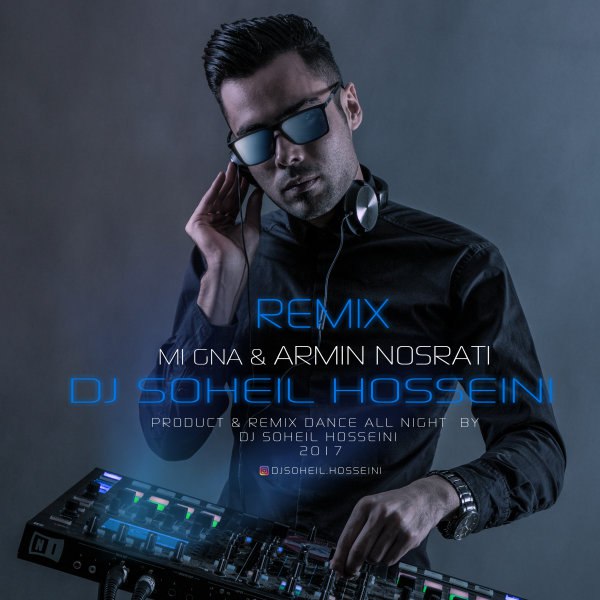 REMIX
MI GNA & ARMIN NOSRATI
DJ SOHEIL HOSSEINI
PRODUCT & REMIX DANCE ALL NIGHT BY
DJ SOHEIL HOSSEINI
2017
DJSOHEIL.HOSSEINI
NI